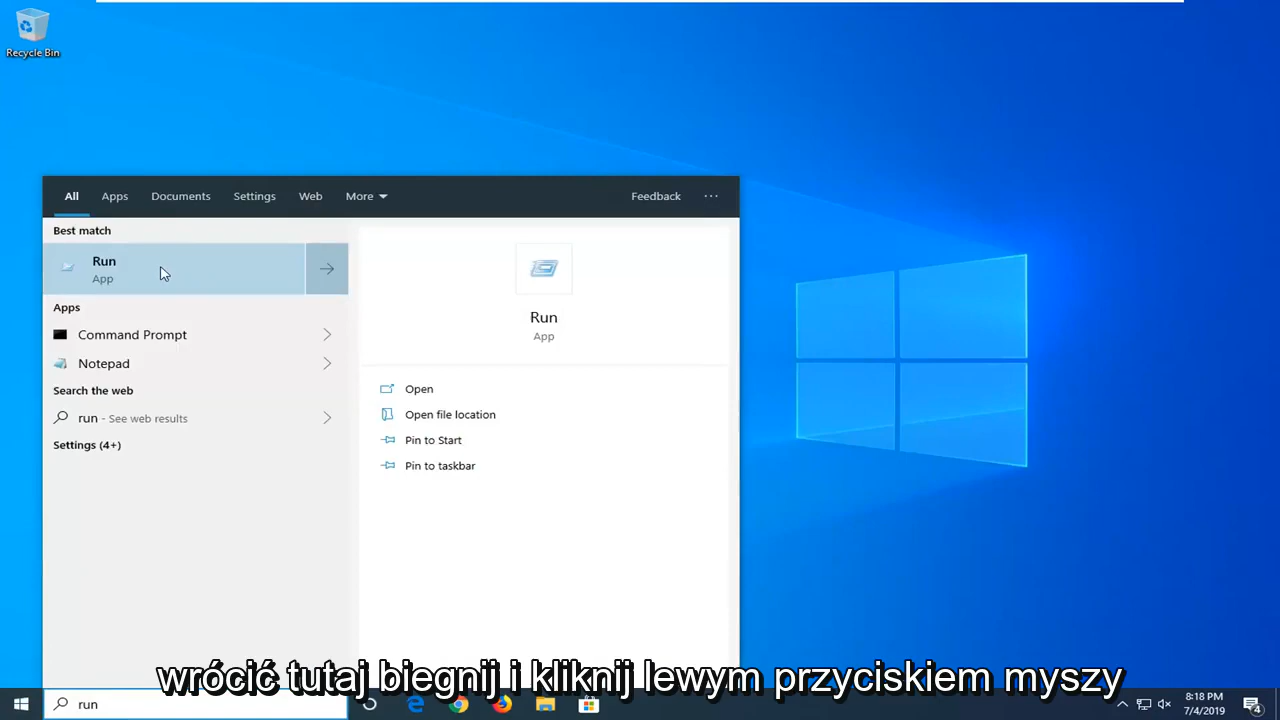 Recycle Bin
All Apps Documents Settings Web More Feedback ...
Best match
Run
App
Apps
Command Prompt
Notepad
Search the web
run - See web results
Settings (4+)
Run
App
Open
Open file location
Pin to Start
Pin to taskbar
wrócić tutaj biegnij i kliknij lewym przyciskiem myszy
run
8:18 PM
7/4/2019
4